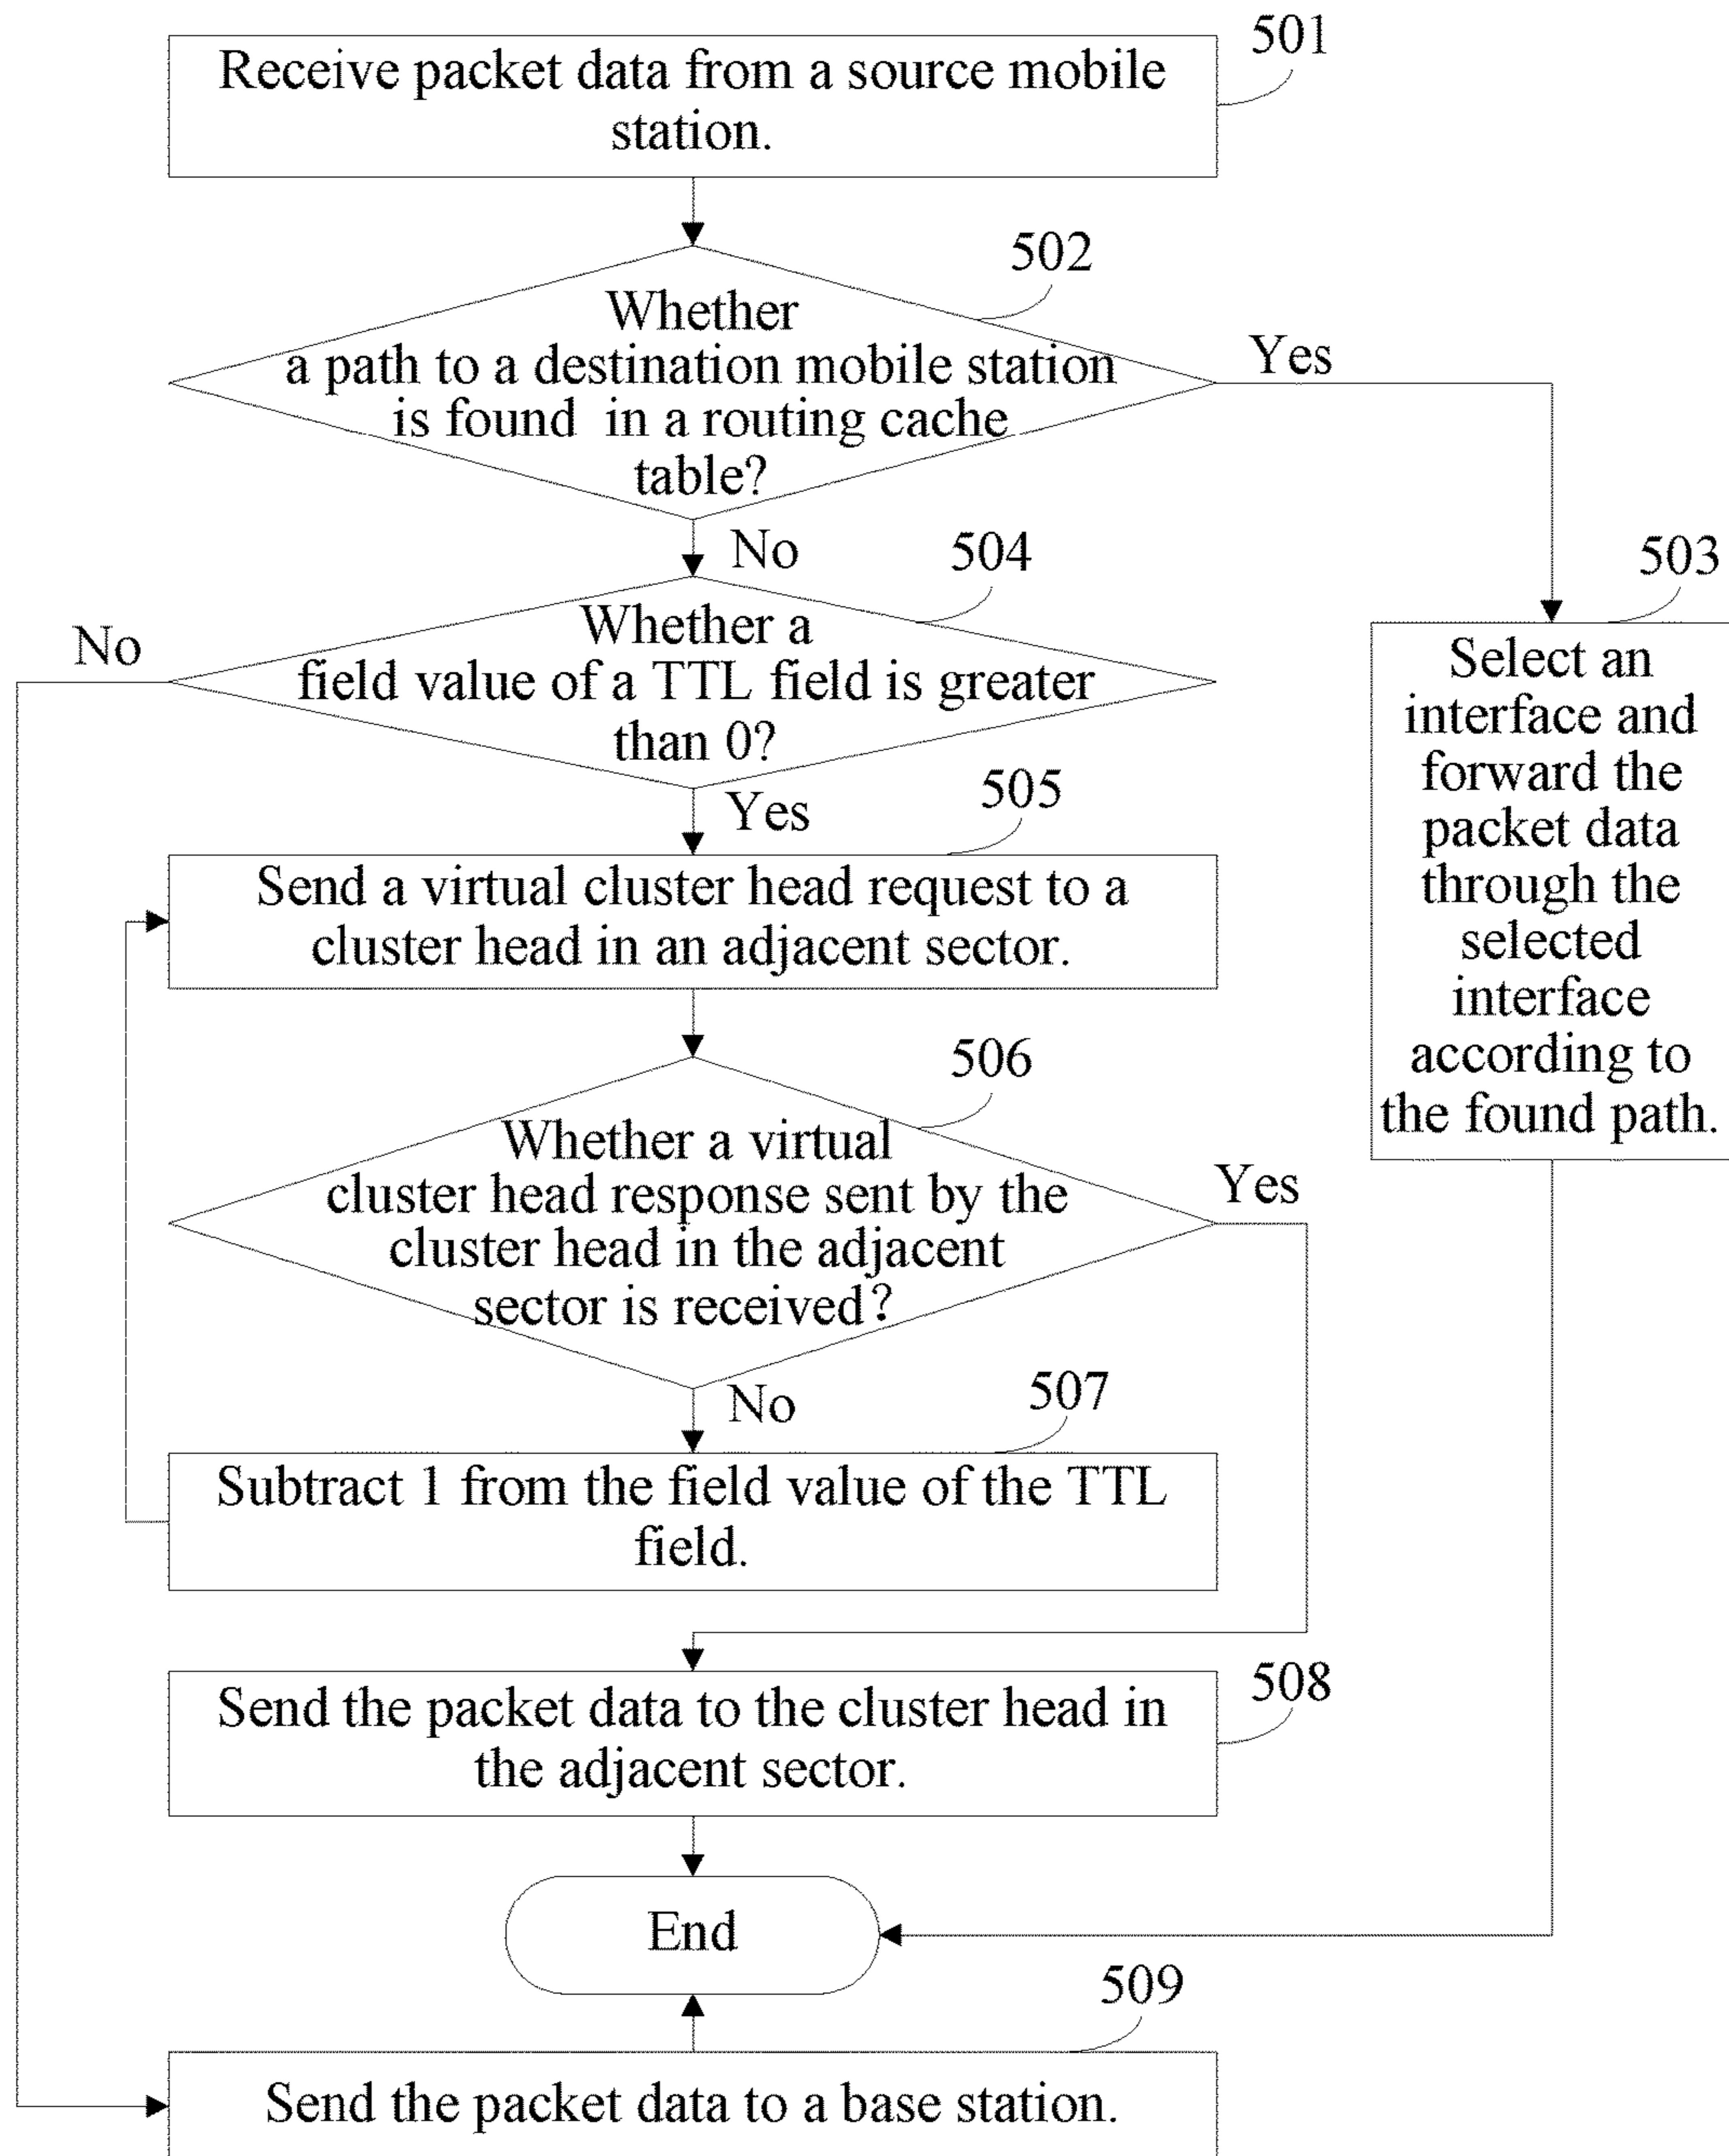 501
Receive packet data from a source mobile
station.
502
Whether
a path to a destination mobile station
is found in a routing cache
table?
Yes
No
503
Select an
interface and
forward the
packet data
through the
selected
interface
according to
the found path.
504
Whether a
field value of a TTL field is greater
than 0?
No
Yes
505
Send a virtual cluster head request to a
cluster head in an adjacent sector.
506
Whether a virtual
cluster head response sent by the
cluster head in the adjacent
sector is received?
Yes
No
507
Subtract 1 from the field value of the TTL
field.
508
Send the packet data to the cluster head in
the adjacent sector.
End
509
Send the packet data to a base station.